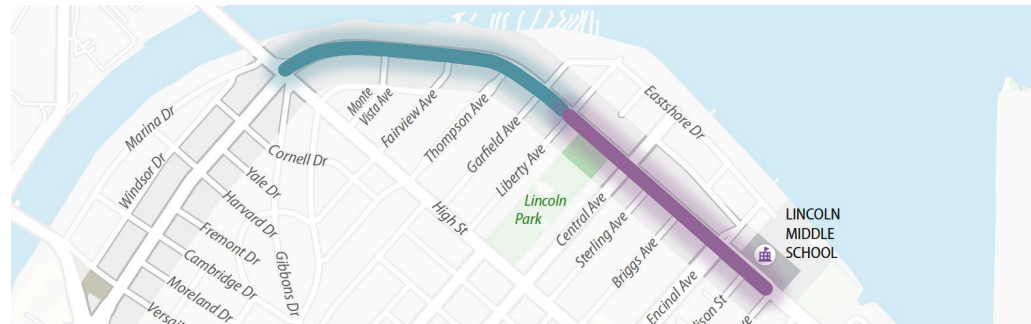 Marina Dr
Windsor Dr
Cornell Dr
Yale Dr
Harvard Dr
Fremont Dr
Cambridge Dr
Moreland Dr
Gibbons Dr
High St
Monte
Vista Ave
Fairview Ave
Thompson Ave
Garfield Ave
Liberty Ave
Lincoln
Park
Central Ave
Sterling Ave
Briggs Ave
Encinal Ave
Eastshore Dr
LINCOLN
MIDDLE
SCHOOL